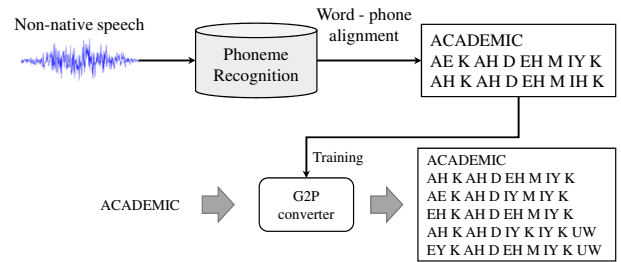 Non-native speech
Phoneme
Recognition
Word - phone
alignment
ACADEMIC
AE K AH D EH M IY K
AH K AH D EH M IH K
Training
ACADEMIC
G2P
converter
ACADEMIC
AH K AH D EH M IY K
AE K AH D IY M IY K
EH K AH D EH M IY K
AH K AH D IY K IY K UW
EY K AH D EH M IY K UW